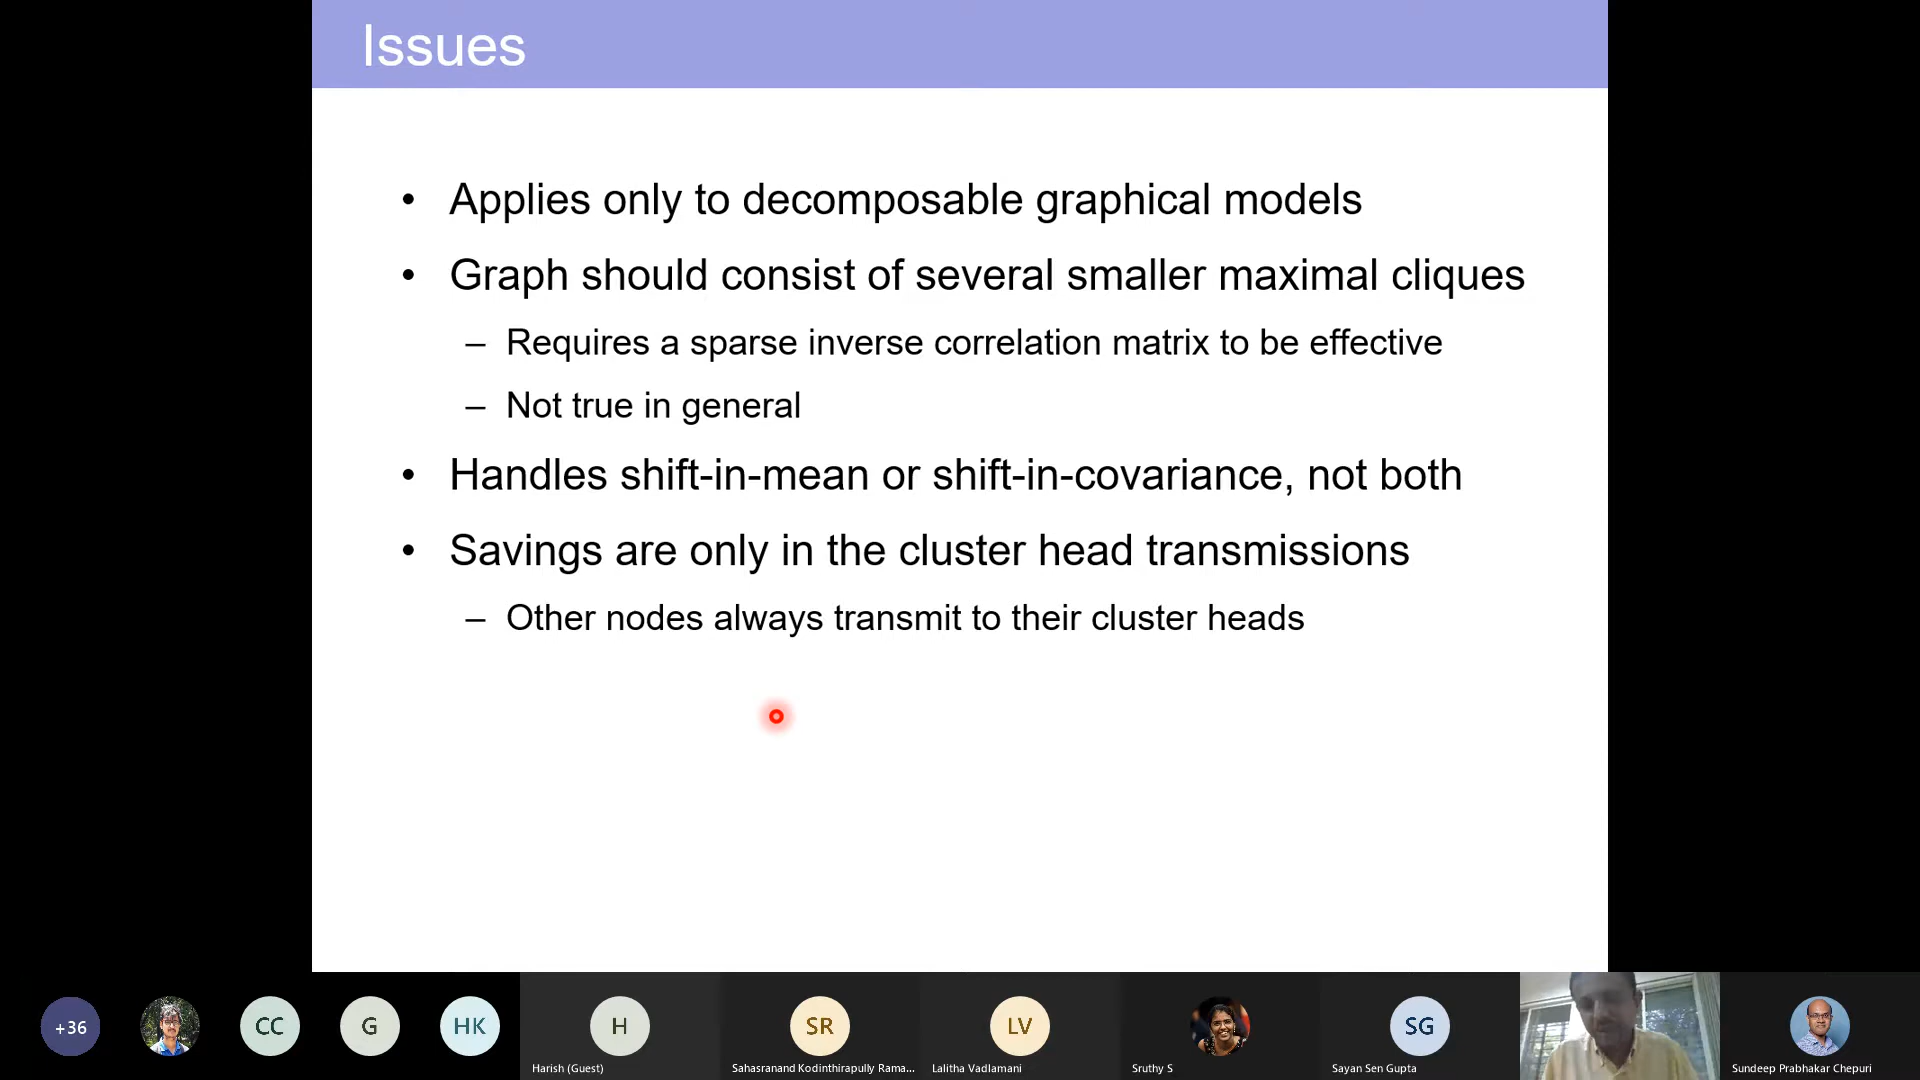 Issues
• Applies only to decomposable graphical models
• Graph should consist of several smaller maximal cliques
– Requires a sparse inverse correlation matrix to be effective
– Not true in general
• Handles shift-in-mean or shift-in-covariance, not both
• Savings are only in the cluster head transmissions
– Other nodes always transmit to their cluster heads
+36
CC
G
HK
H
SR
LV
SG
Harish (Guest)
Sahasranand Kodinthirapully Rama...
Lalitha Vadlamani
Sruthy S
Sayan Sen Gupta
Sundeep Prabhakar Chepuri